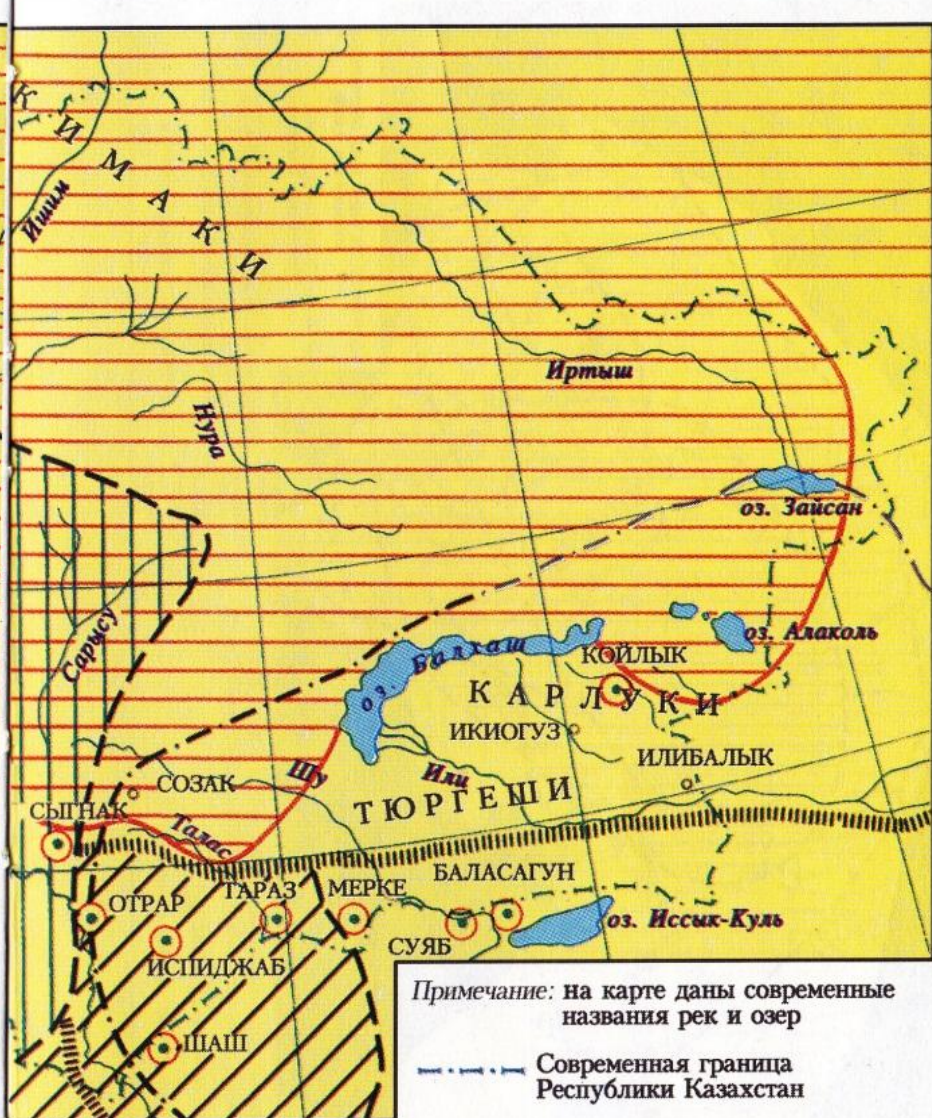 КИМАКИ
Ишим
Иртыш
Нура
оз. Зайсан
Сарысу
оз. Алаколь
оз. Балхаш
КОЙЛЫК
КАРЛУКИ
ИКИОГУЗ
ИЛИБАЛЫК
Или
Шу
СОЗАК
ТЮРГЕШИ
СЫГНАК
Талас
БАЛАСАГУН
ТАРАЗ
МЕРКЕ
ОТРАР
оз. Иссык-Куль
СУЯБ
ИСПИДЖАБ
ШАШ
Примечание: на карте даны современные
названия рек и озер
Современная граница
Республики Казахстан